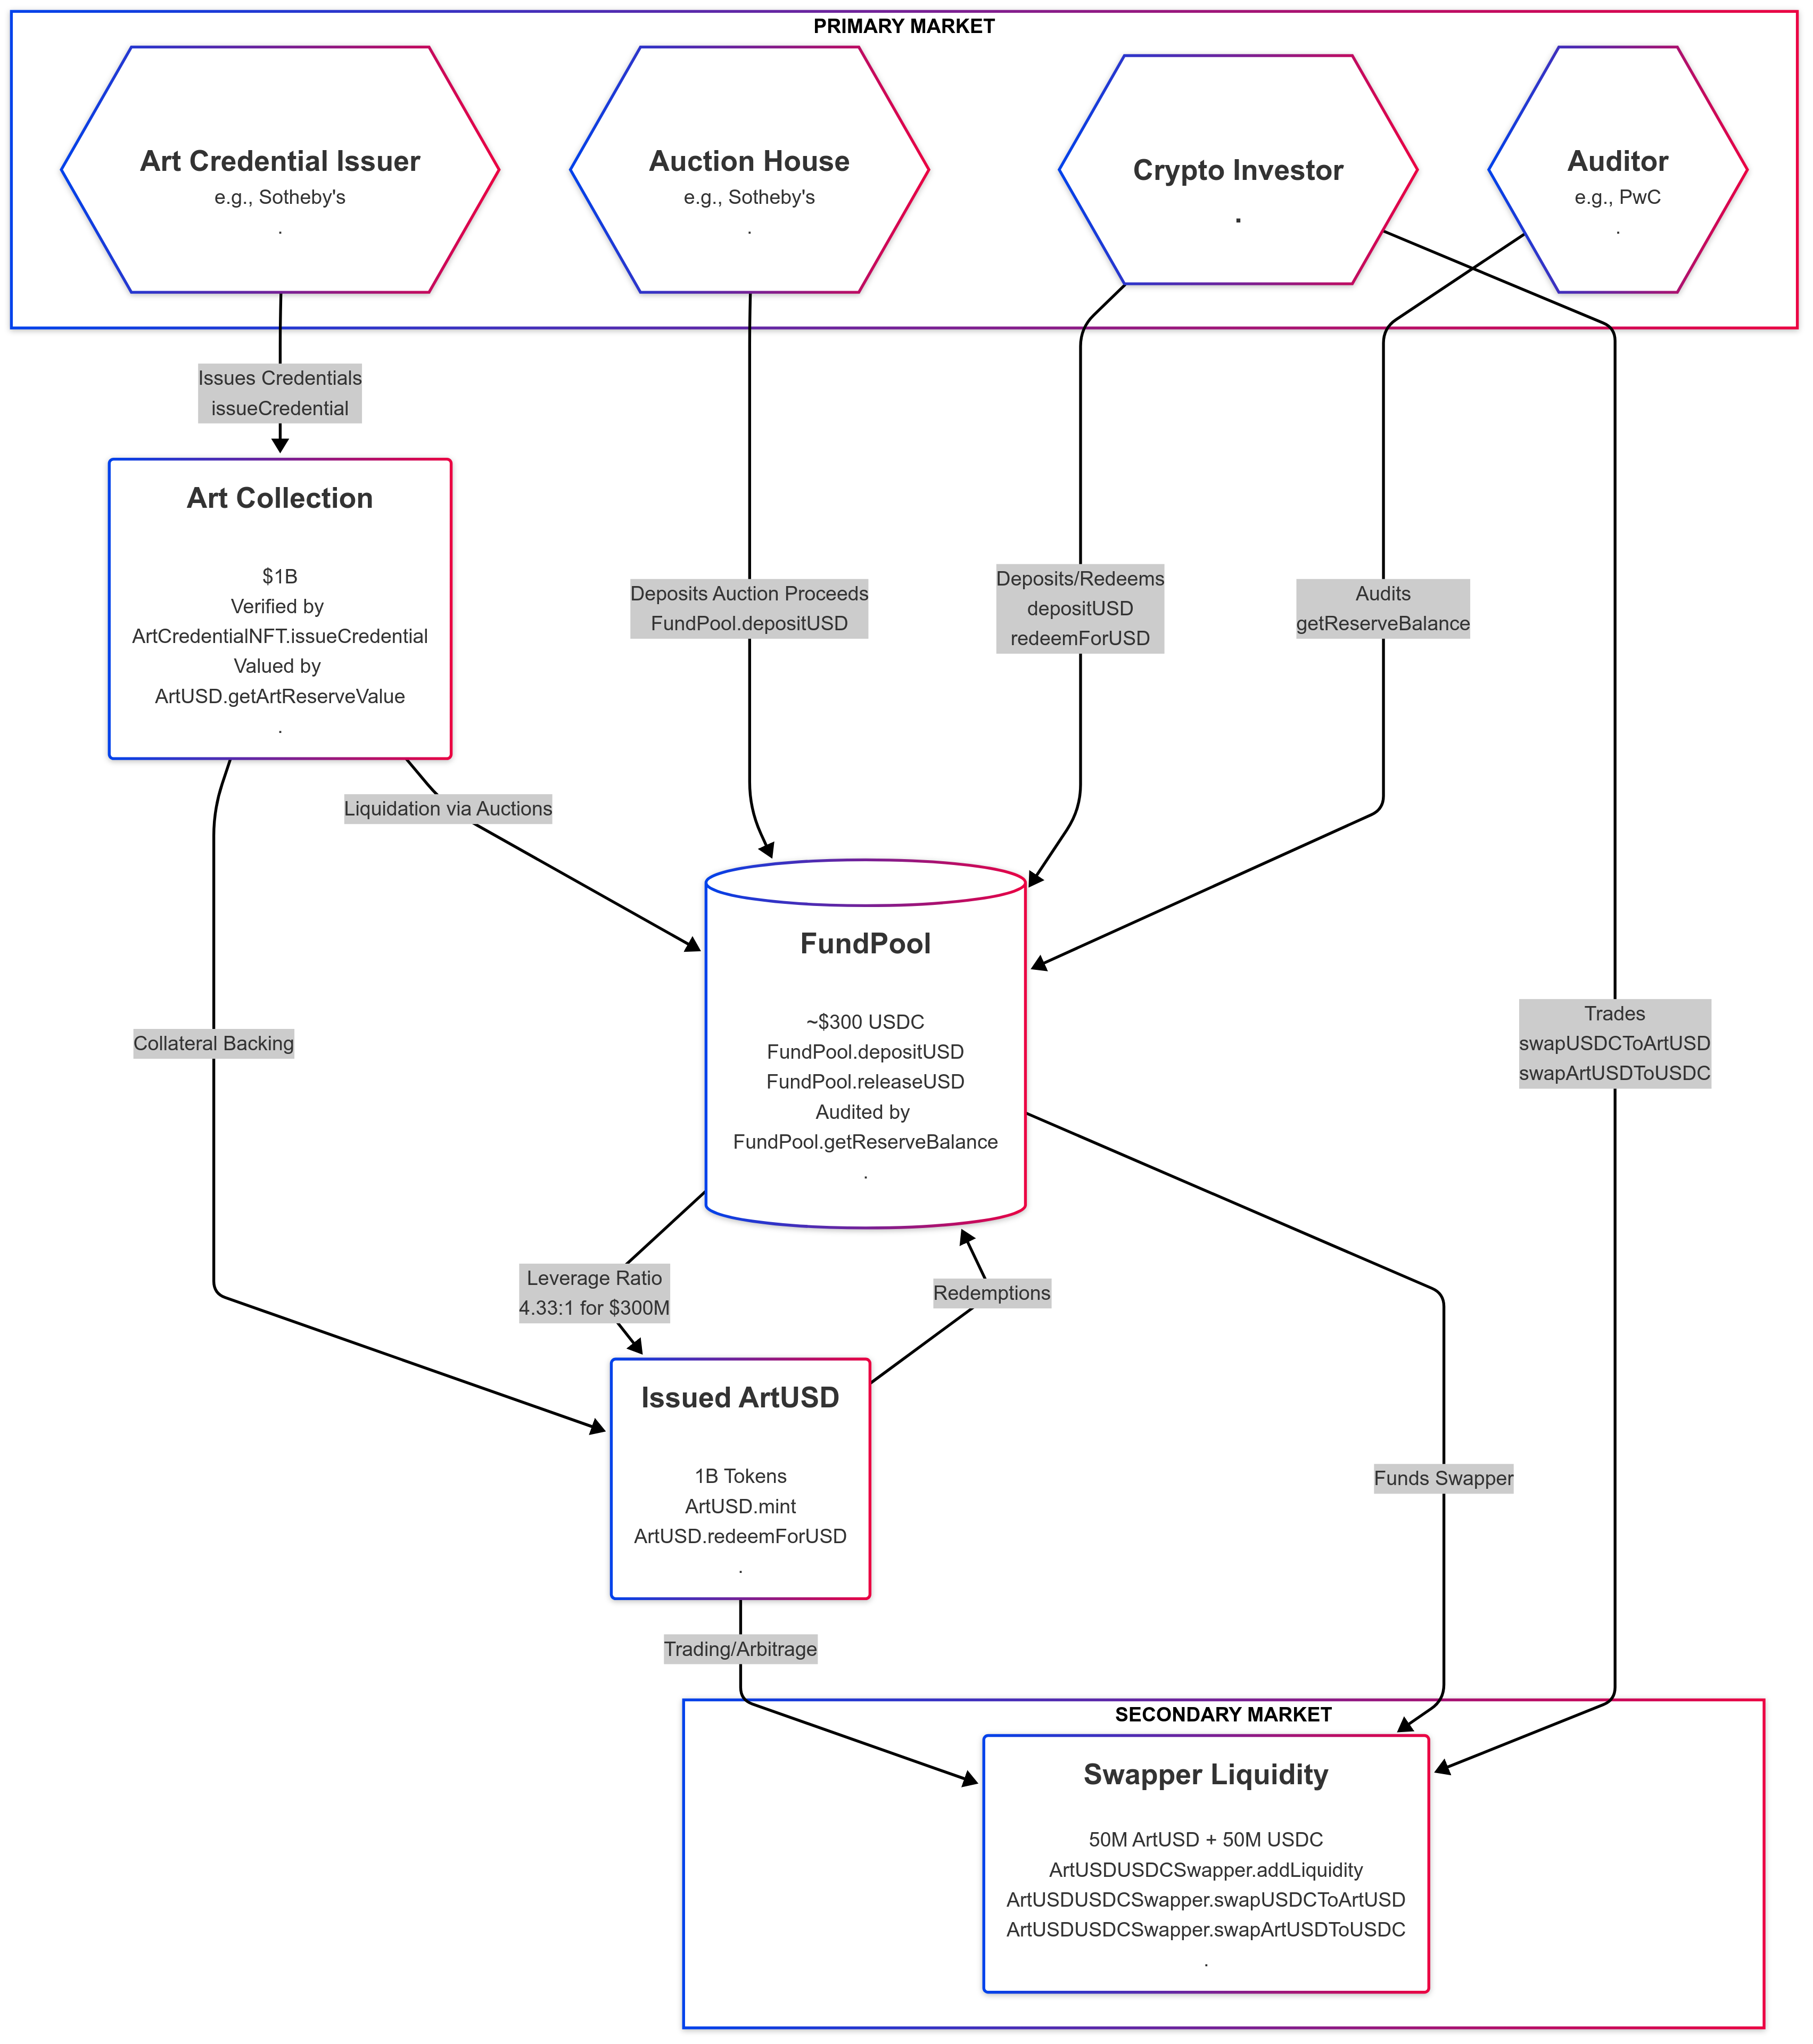 PRIMARY MARKET
Art Credential Issuer
e.g., Sotheby's
.
Auction House
e.g., Sotheby's
.
Crypto Investor
.
Auditor
e.g., PwC
.
Issues Credentials
issueCredential
Art Collection
$1B
Verified by
ArtCredentialNFT.issueCredential
Valued by
ArtUSD.getArtReserveValue
.
Deposits Auction Proceeds
FundPool.depositUSD
Deposits/Redeems
depositUSD
redeemForUSD
Audits
getReserveBalance
Liquidation via Auctions
Collateral Backing
FundPool
~$300 USDC
FundPool.depositUSD
FundPool.releaseUSD
Audited by
FundPool.getReserveBalance
.
Trades
swapUSDCToArtUSD
swapArtUSDToUSDC
Leverage Ratio
4.33:1 for $300M
Redemptions
Issued ArtUSD
1B Tokens
ArtUSD.mint
ArtUSD.redeemForUSD
.
Funds Swapper
Trading/Arbitrage
SECONDARY MARKET
Swapper Liquidity
50M ArtUSD + 50M USDC
ArtUSDUSDCSwapper.addLiquidity
ArtUSDUSDCSwapper.swapUSDCToArtUSD
ArtUSDUSDCSwapper.swapArtUSDToUSDC
.